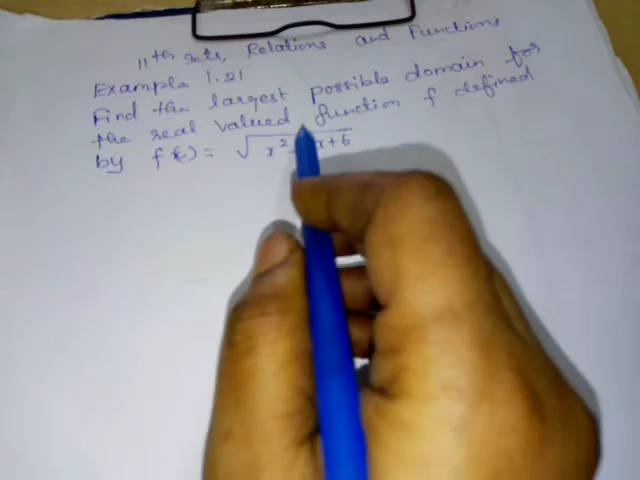 11th sets, Relations and Functions
Example 1.21
Find the largest possible domain for
the real valued function f defined
by f(x) = √x² - x+6